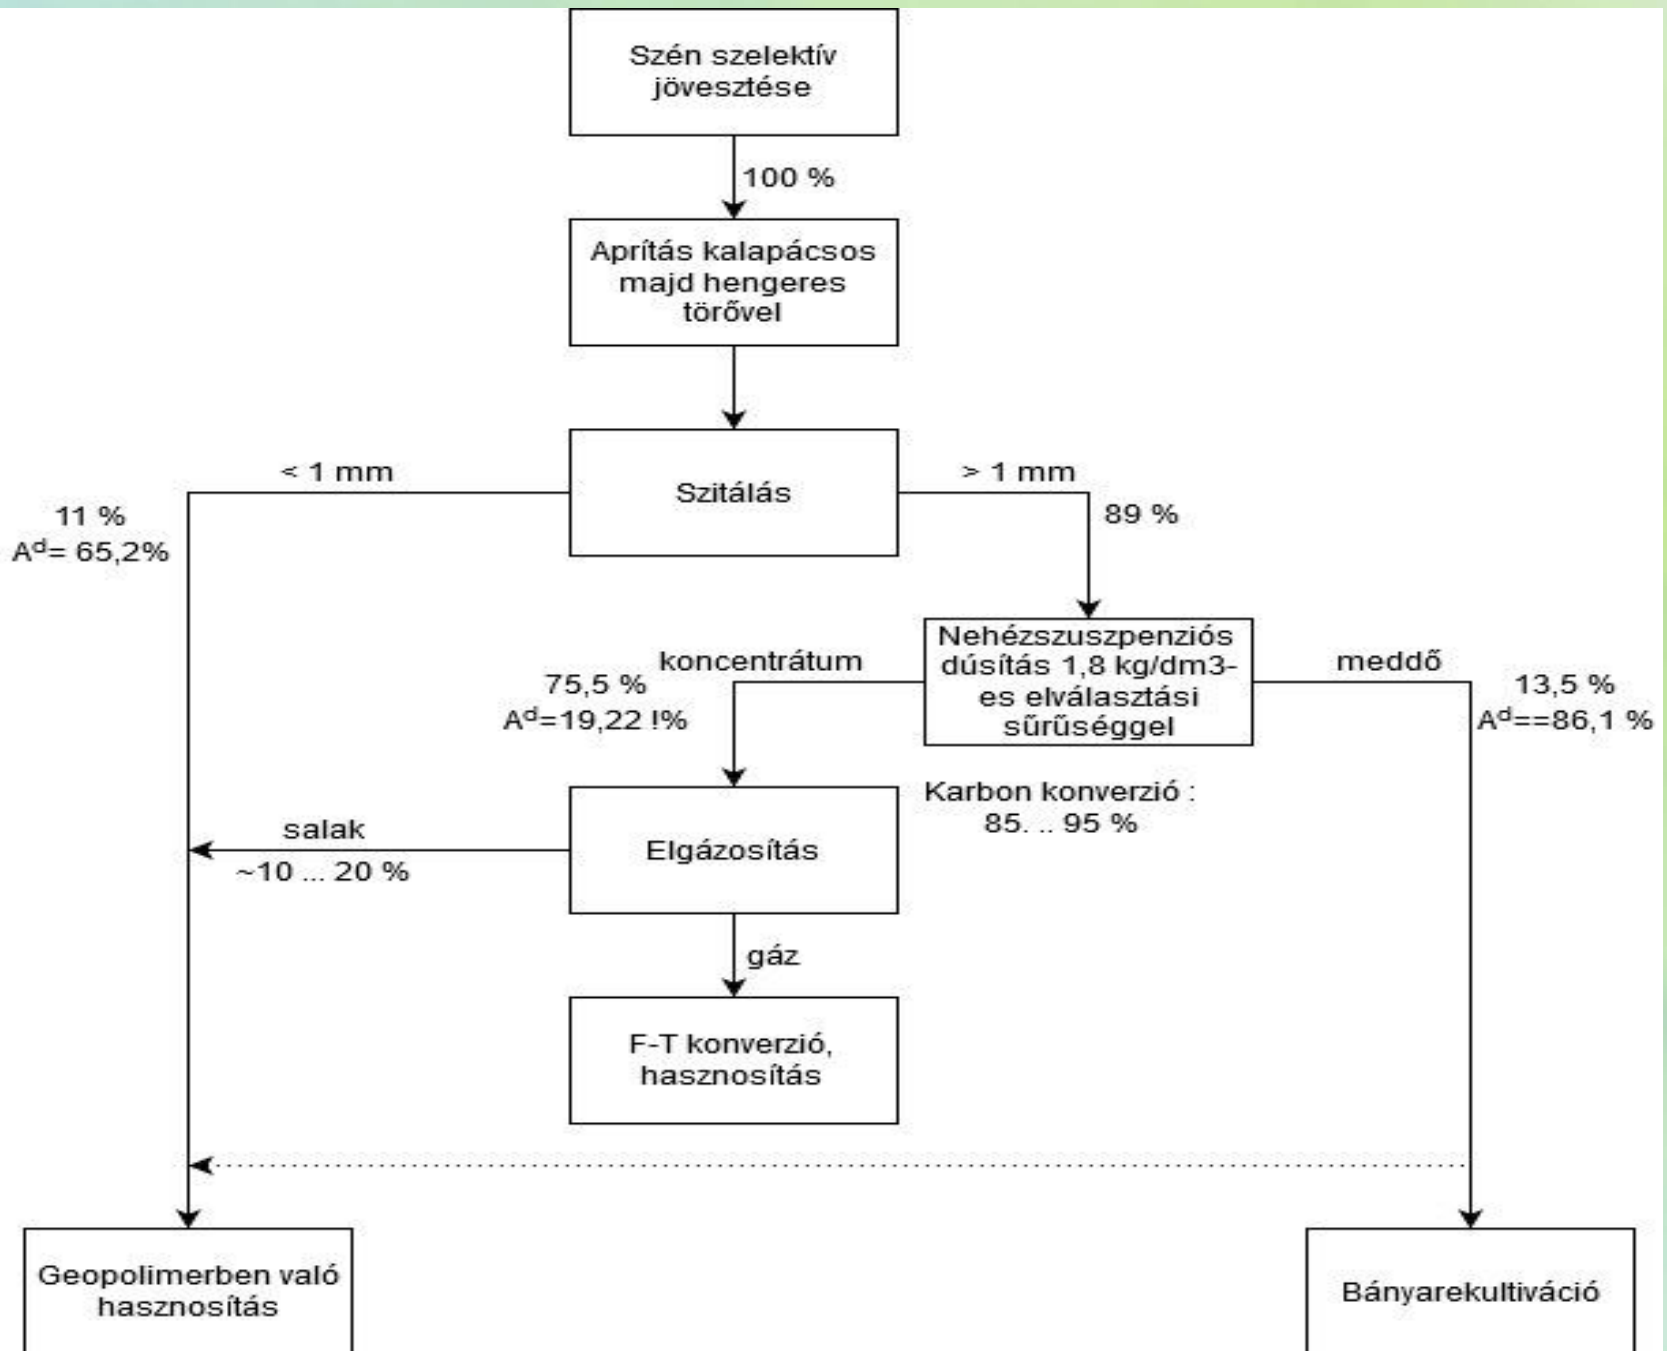 Szén szelektív
jövesztése
100 %
Aprítás kalapácsos
majd hengeres
törővel
< 1 mm
Szitálás
> 1 mm
11 %
Aᵈ= 65,2%
89 %
Nehézszuszpenziós
dúsítás 1,8 kg/dm3-
es elválasztási
sűrűséggel
koncentrátum
75,5 %
Aᵈ=19,22 !%
meddő
13,5 %
Aᵈ==86,1 %
Karbon konverzió :
85. .. 95 %
salak
~10 ... 20 %
Elgázosítás
gáz
F-T konverzió,
hasznosítás
Geopolimerben való
hasznosítás
Bányarekultiváció